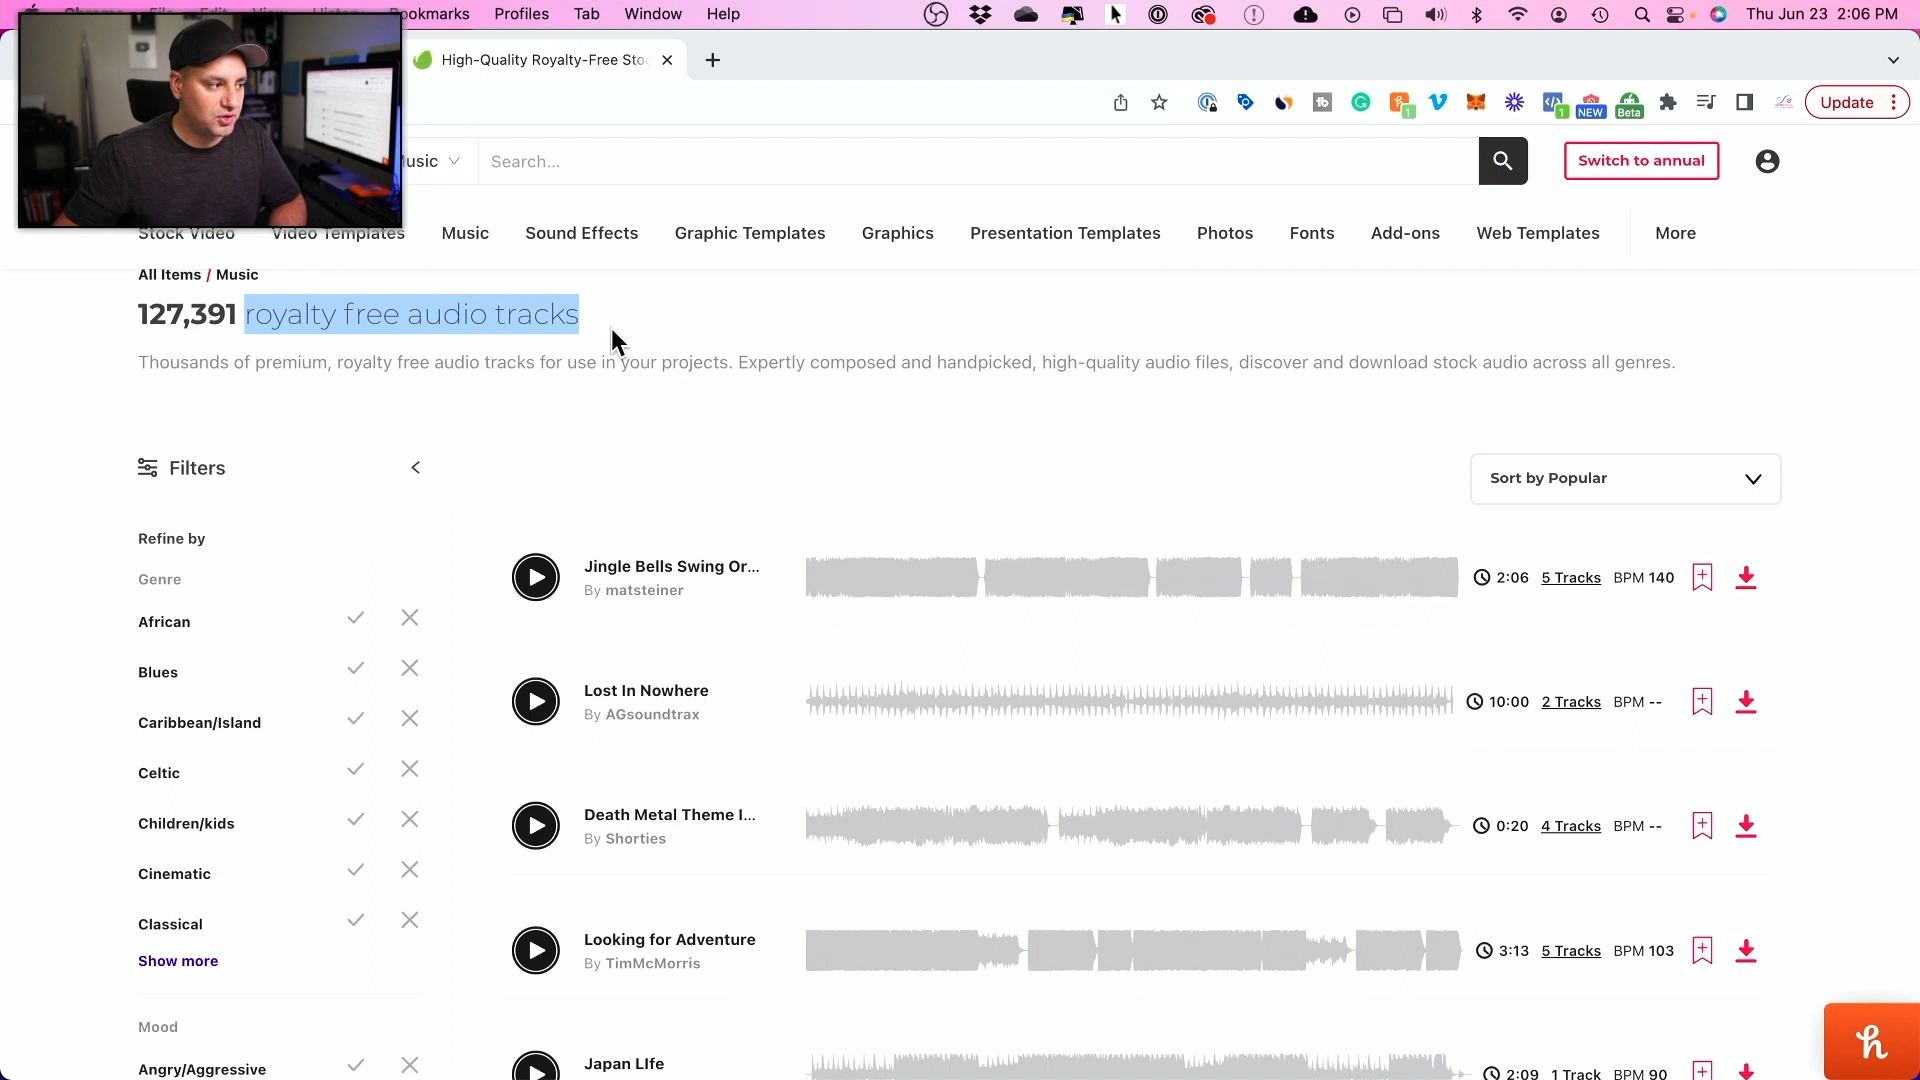 Bookmarks Profiles Tab Window Help Thu Jun 23 2:06 PM
High-Quality Royalty-Free Sto
1 1 NEW Beta Update
Music Search... Switch to annual
Stock Video Video Templates Music Sound Effects Graphic Templates Graphics Presentation Templates Photos Fonts Add-ons Web Templates More
All Items / Music
127,391 royalty free audio tracks
Thousands of premium, royalty free audio tracks for use in your projects. Expertly composed and handpicked, high-quality audio files, discover and download stock audio across all genres.
Filters
Sort by Popular
Refine by
Genre
African
Blues
Caribbean/Island
Celtic
Children/kids
Cinematic
Classical
Show more
Mood
Angry/Aggressive
Jingle Bells Swing Or... 2:06 5 Tracks BPM 140
By matsteiner
Lost In Nowhere 10:00 2 Tracks BPM --
By AGsoundtrax
Death Metal Theme I... 0:20 4 Tracks BPM --
By Shorties
Looking for Adventure 3:13 5 Tracks BPM 103
By TimMcMorris
Japan LIfe 2:09 1 Track BPM 90